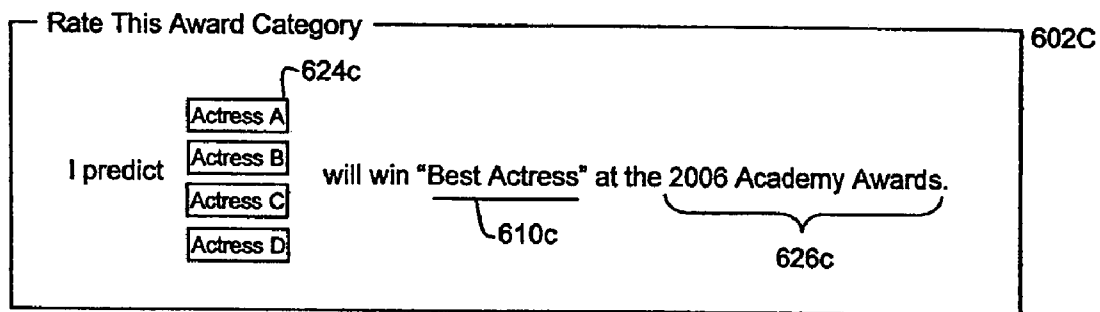 Rate This Award Category
602C
624c
Actress A
Actress B
Actress C
Actress D
I predict
will win "Best Actress" at the 2006 Academy Awards.
610c
626c